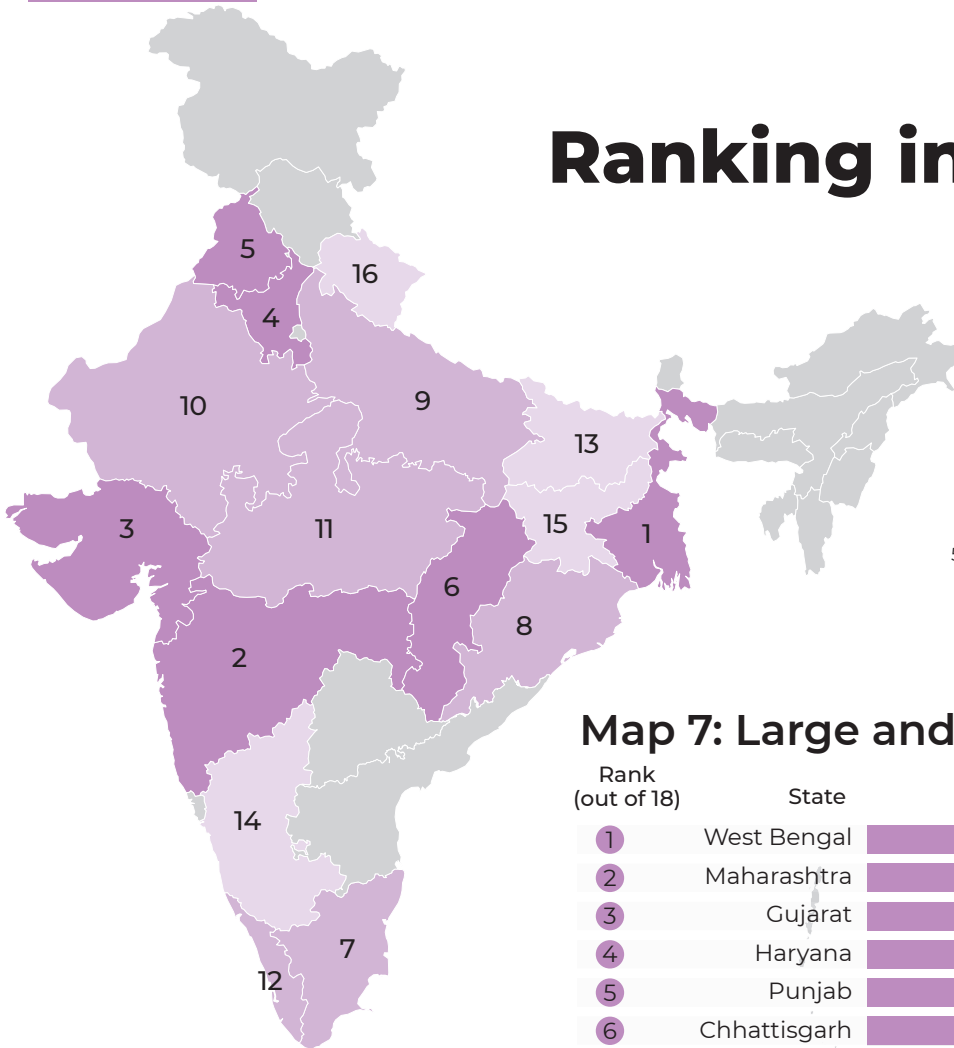 Ranking in
5
16
4
10
9
13
3
11
15
1
6
8
2
14
7
12
Map 7: Large and
Rank
(out of 18)
State
1 West Bengal
2 Maharashtra
3 Gujarat
4 Haryana
5 Punjab
6 Chhattisgarh